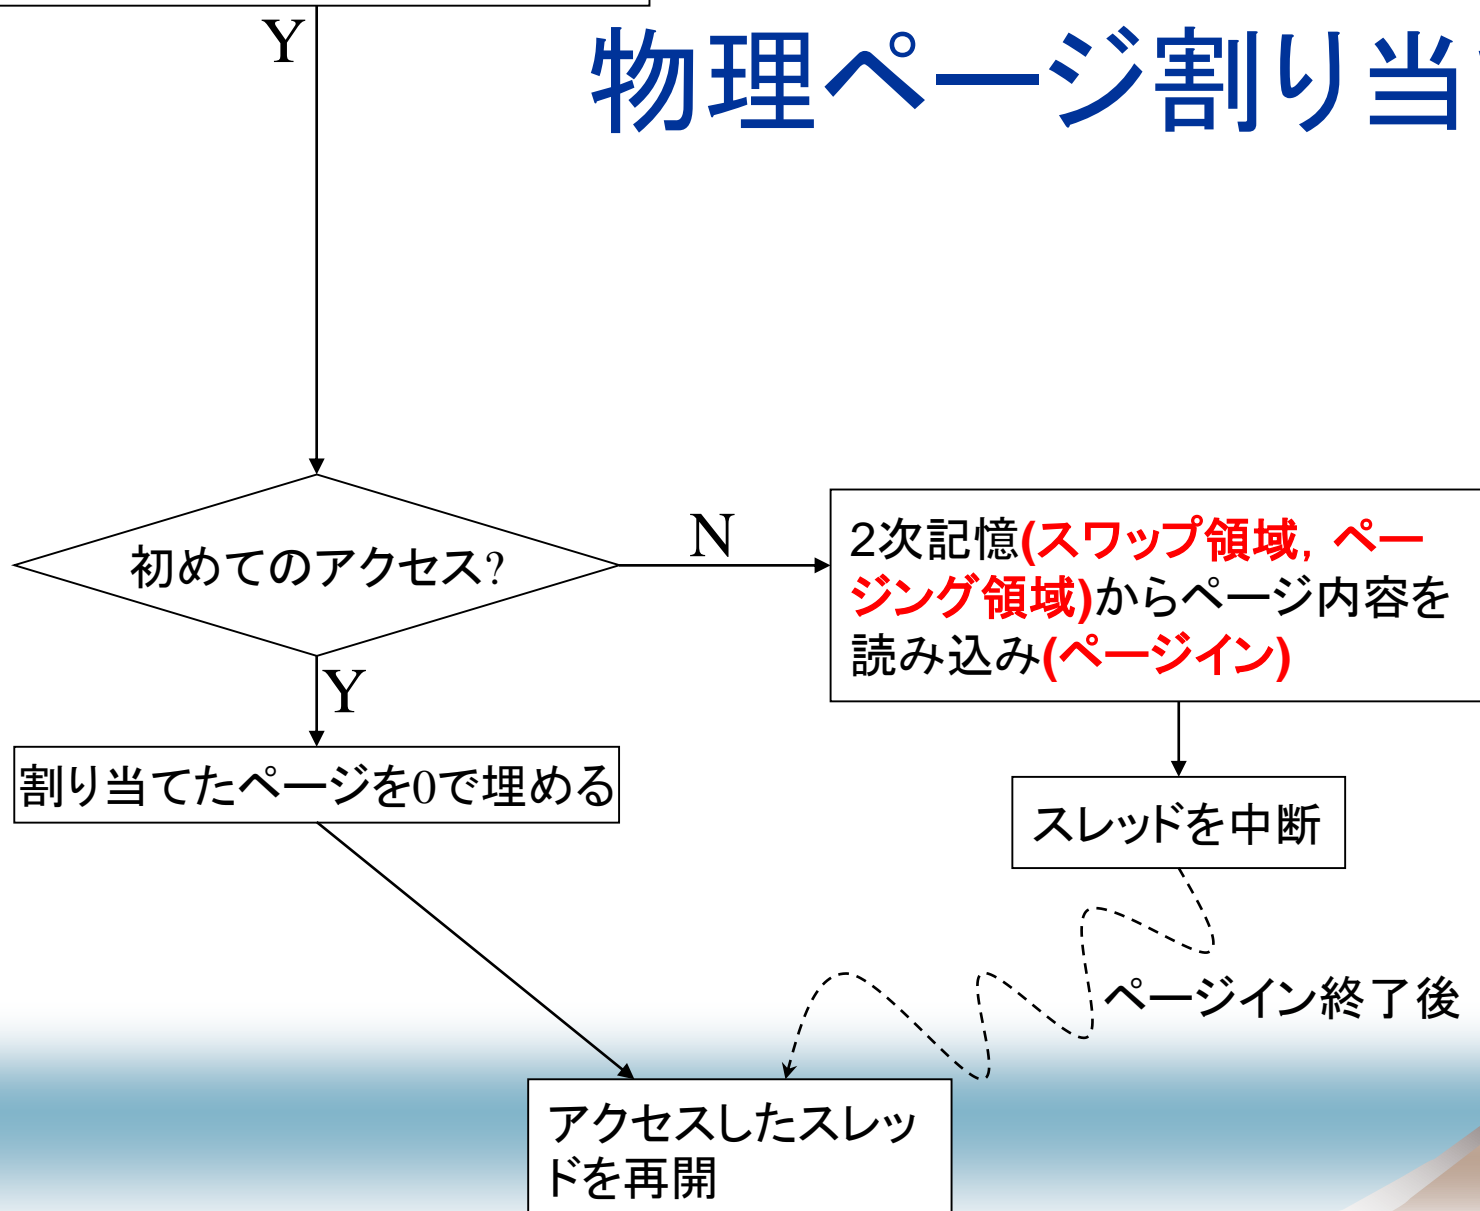 Y
物理ページ割り当
初めてのアクセス?
N
2次記憶(スワップ領域, ペー
ジング領域)からページ内容を
読み込み(ページイン)
Y
割り当てたページを0で埋める
スレッドを中断
ページイン終了後
アクセスしたスレッ
ドを再開